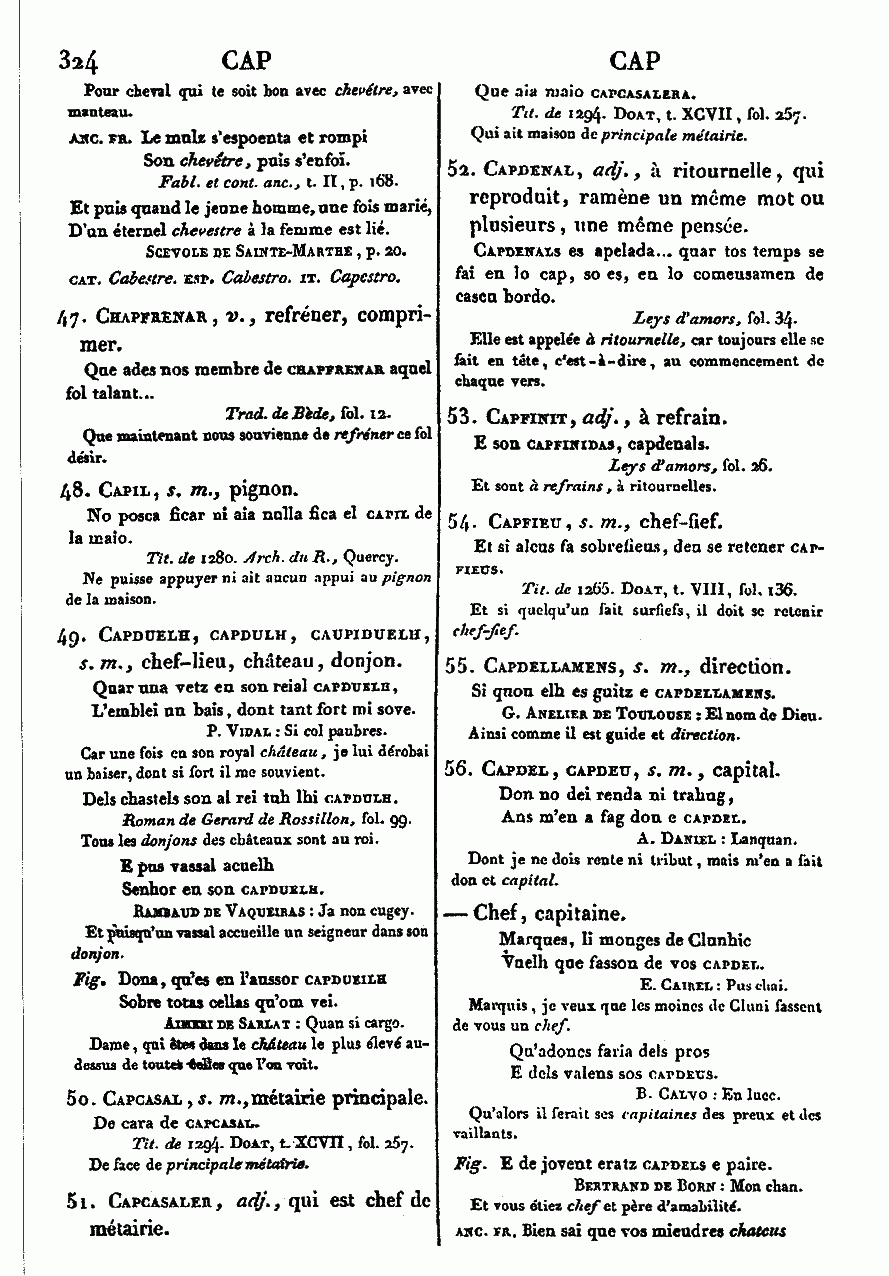 324 CAP CAP
Pour cheval qui te soit bon avec chevêtre, avec
manteau.
ANC. FR. Le mulz s'espoenta et rompi
Son chevêtre, puis s'enfoï.
Fabl. et cont. anc., t. II, p. 168.
Et puis quand le jeune homme, une fois marié,
D'un éternel chevestre à la femme est lié.
SCEVOLE DE SAINTE-MARTHE, p. 20.
CAT. Cabestre. ESP. Cabestro. IT. Capestro.
47. CHAPFRENAR, v., refréner, compri-
mer.
Que ades nos membre de CHAPFRENAR aquel
fol talant...
Trad. de Bède, fol. 12.
Que maintenant nous souvienne de refréner ce fol
désir.
48. CAPIL, s. m., pignon.
No posca ficar ni aia nulla fica el CAPIL de
la maio.
Tit. de 1280. Arch. du R., Quercy.
Ne puisse appuyer ni ait aucun appui au pignon
de la maison.
49. CAPDUELH, CAPDULH, CAUPIDUELH,
s. m., chef-lieu, château, donjon.
Quar una vetz en son reial CAPDUELH,
L'emblei un bais, dont tant fort mi sove.
P. VIDAL : Si col paubres.
Car une fois en son royal château, je lui dérobai
un baiser, dont si fort il me souvient.
Dels chastels son al rei tuh lhi CAPDULH.
Roman de Gerard de Rossillon, fol. 99.
Tous les donjons des châteaux sont au roi.
E pus vassal acuelh
Senhor en son CAPDUELH.
RAMBAUD DE VAQUEIRAS : Ja non cugey.
Et puisqu'un vassal accueille un seigneur dans son
donjon.
Fig. Dona, qu'es en l'aussor CAPDUEILH
Sobre totas cellas qu'om vei.
AIMERI DE SARLAT : Quan si cargo.
Dame, qui êtes dans le château le plus élevé au-
dessus de toutes celles que l'on voit.
50. CAPCASAL, s. m., métairie principale.
De cara de CAPCASAL.
Tit. de 1294. DOAT, t. XCVII, fol. 257.
De face de principale métairie.
51. CAPCASALER, adj., qui est chef de
métairie.
Que aia maio CAPCASALERA.
Tit. de 1294. DOAT, t. XCVII, fol. 257.
Qui ait maison de principale métairie.
52. CAPDENAL, adj., à ritournelle, qui
reproduit, ramène un même mot ou
plusieurs, une même pensée.
CAPDENALS es apelada... quar tos temps se
fai en lo cap, so es, en lo comensamen de
cascu bordo.
Leys d'amors, fol. 34.
Elle est appelée à ritournelle, car toujours elle se
fait en tête, c'est-à-dire, au commencement de
chaque vers.
53. CAPFINIT, adj., à refrain.
E son CAPFINIDAS, capdenals.
Leys d'amors, fol. 26.
Et sont à refrains, à ritournelles.
54. CAPFIEU, s. m., chef-fief.
Et si alcus fa sobrefieus, deu se retener CAP-
FIEUS.
Tit. de 1265. DOAT, t. VIII, fol. 136.
Et si quelqu'un fait surfiefs, il doit se retenir
chef-fief.
55. CAPDELLAMENS, s. m., direction.
Si quon elh es guitz e CAPDELLAMENS.
G. ANELIER DE TOULOUSE : El nom de Dieu.
Ainsi comme il est guide et direction.
56. CAPDEL, CAPDEU, s. m., capital.
Don no dei renda ni trahug,
Ans m'en a fag don e CAPDEL.
A. DANIEL : Lanquan.
Dont je ne dois rente ni tribut, mais m'en a fait
don et capital.
— Chef, capitaine.
Marques, li monges de Clunhic
Vuelh que fasson de vos CAPDEL.
E. CAIREL : Pus chai.
Marquis, je veux que les moines de Cluni fassent
de vous un chef.
Qu'adoncs faria dels pros
E dels valens sos CAPDEUS.
B. CALVO : En luec.
Qu'alors il ferait ses capitaines des preux et des
vaillants.
Fig. E de jovent eratz CAPDELS e paire.
BERTRAND DE BORN : Mon chan.
Et vous étiez chef et père d'amabilité.
ANC. FR. Bien sai que vos mieudres chateus